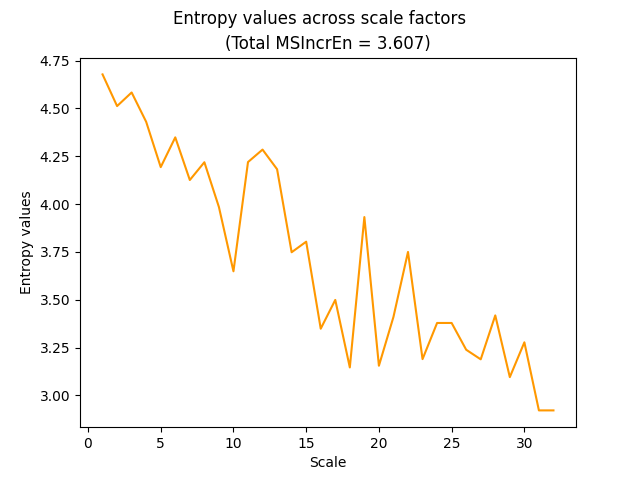 Entropy values across scale factors
(Total MSIncrEn = 3.607)
4.75
4.50
4.25
4.00
3.75
3.50
3.25
3.00
Entropy values
0 5 10 15 20 25 30
Scale